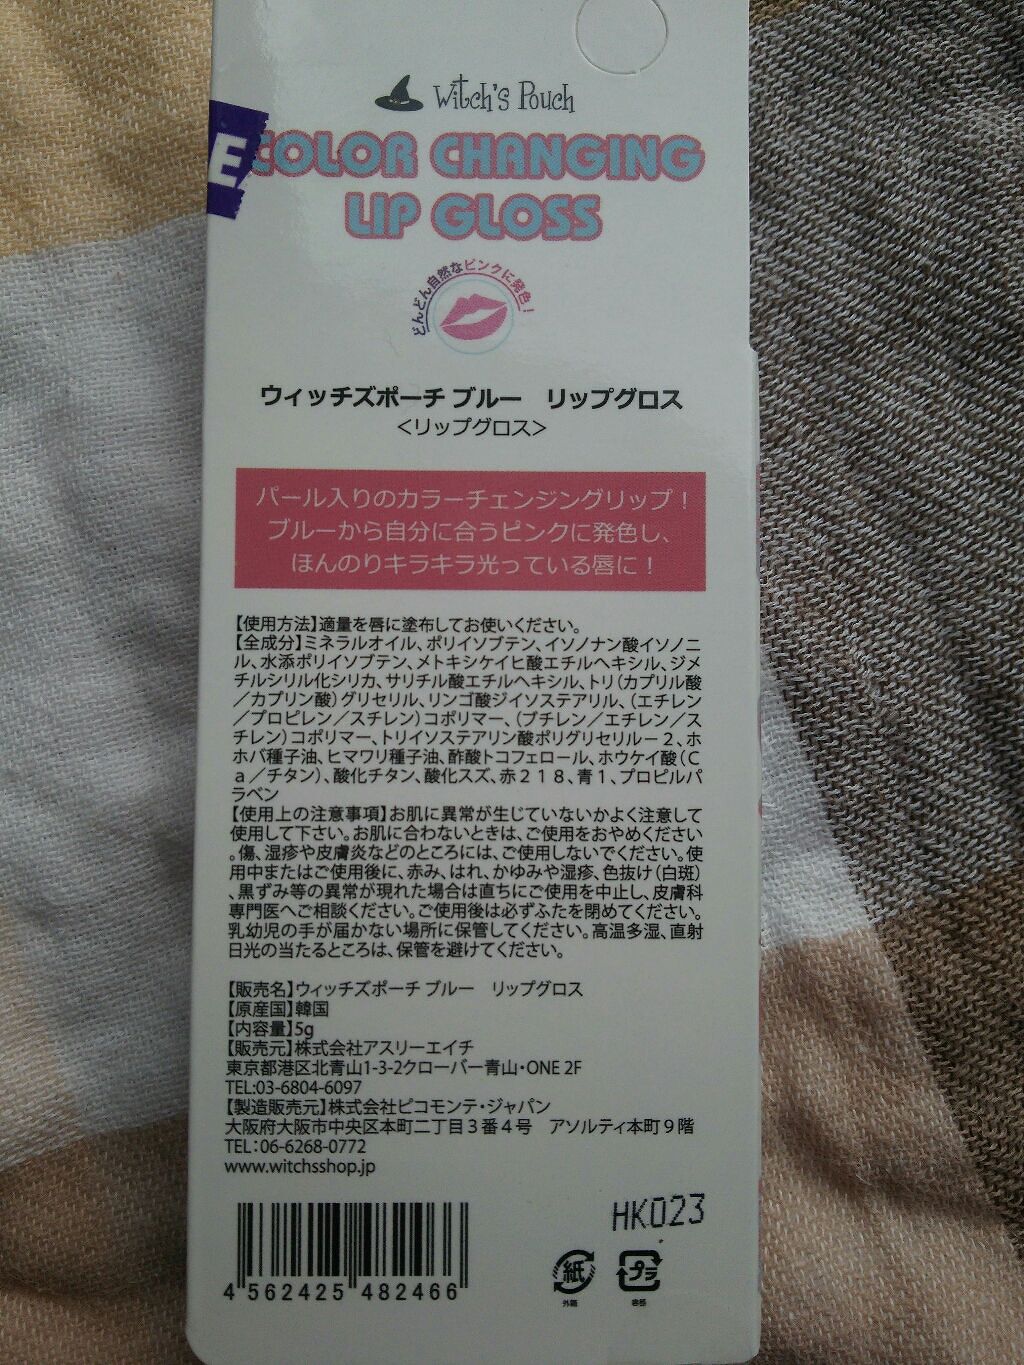 Witch's Pouch
E
COLOR CHANGING
LIP GLOSS
どんどん自然なピンクに発色!
ウィッチズポーチ ブルー　リップグロス
<リップグロス>
パール入りのカラーチェンジングリップ！
ブルーから自分に合うピンクに発色し、
ほんのりキラキラ光っている唇に！
【使用方法】適量を唇に塗布してお使いください。
【全成分】ミネラルオイル、ポリイソブテン、イソノナン酸イソノニ
ル、水添ポリイソブテン、メトキシケイヒ酸エチルヘキシル、ジメ
チルシリル化シリカ、サリチル酸エチルヘキシル、トリ（カプリル酸
／カプリン酸）グリセリル、リンゴ酸ジイソステアリル、（エチレン
／プロピレン／スチレン）コポリマー、（ブチレン／エチレン／ス
チレン）コポリマー、トリイソステアリン酸ポリグリセリル－２、ホ
ホバ種子油、ヒマワリ種子油、酢酸トコフェロール、ホウケイ酸（Ｃ
ａ／チタン）、酸化チタン、酸化スズ、赤２１８、青１、プロピルパ
ラベン
【使用上の注意事項】お肌に異常が生じていないかよく注意して
使用して下さい。お肌に合わないときは、ご使用をおやめください
。傷、湿疹や皮膚炎などのところには、ご使用しないでください。使
用中またはご使用後に、赤み、はれ、かゆみや湿疹、色抜け（白斑）
、黒ずみ等の異常が現れた場合は直ちにご使用を中止し、皮膚科
専門医へご相談ください。ご使用後は必ずふたを閉めてください。
乳幼児の手が届かない場所に保管してください。高温多湿、直射
日光の当たるところは、保管を避けてください。
【販売名】ウィッチズポーチ ブルー　リップグロス
【原産国】韓国
【内容量】5g
【販売元】株式会社アスリーエイチ
東京都港区北青山1-3-2クローバー青山・ONE 2F
TEL:03-6804-6097
【製造販売元】株式会社ピコモンテ・ジャパン
大阪府大阪市中央区本町二丁目３番４号　アソルティ本町９階
TEL：06-6268-0772
www.witchsshop.jp
HK023
紙
プラ
外箱
容器
4 562425 482466